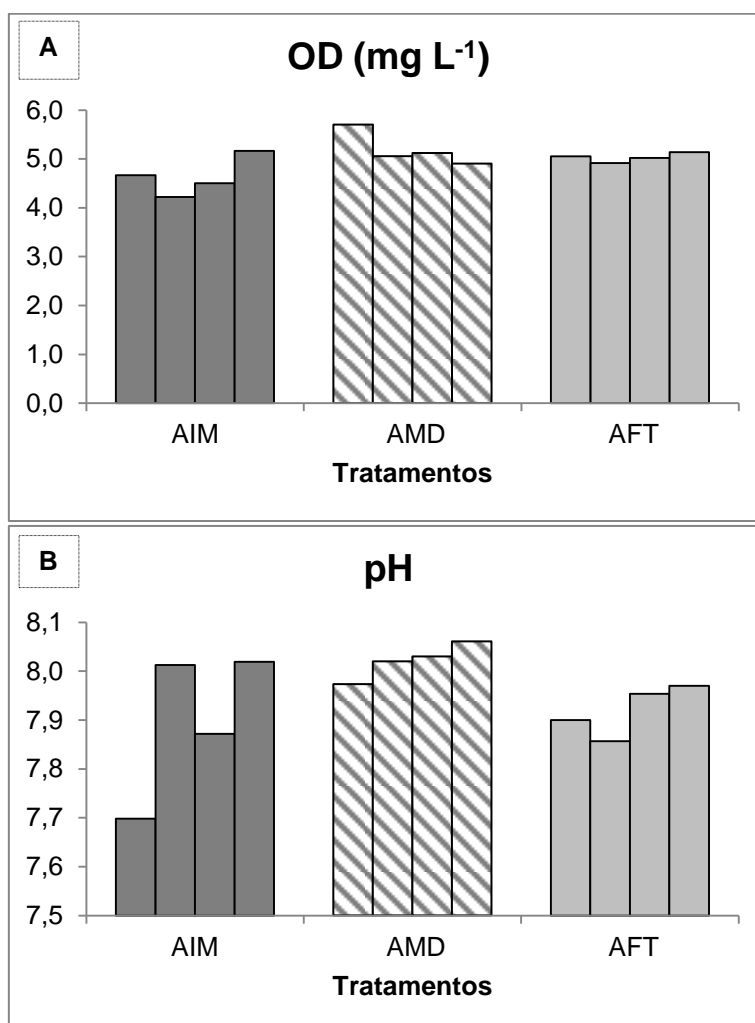 A
OD (mg L-1)
6,0
5,0
4,0
3,0
2,0
1,0
0,0
AIM AMD AFT
Tratamentos
B
pH
8,1
8,0
7,9
7,8
7,7
7,6
7,5
AIM AMD AFT
Tratamentos